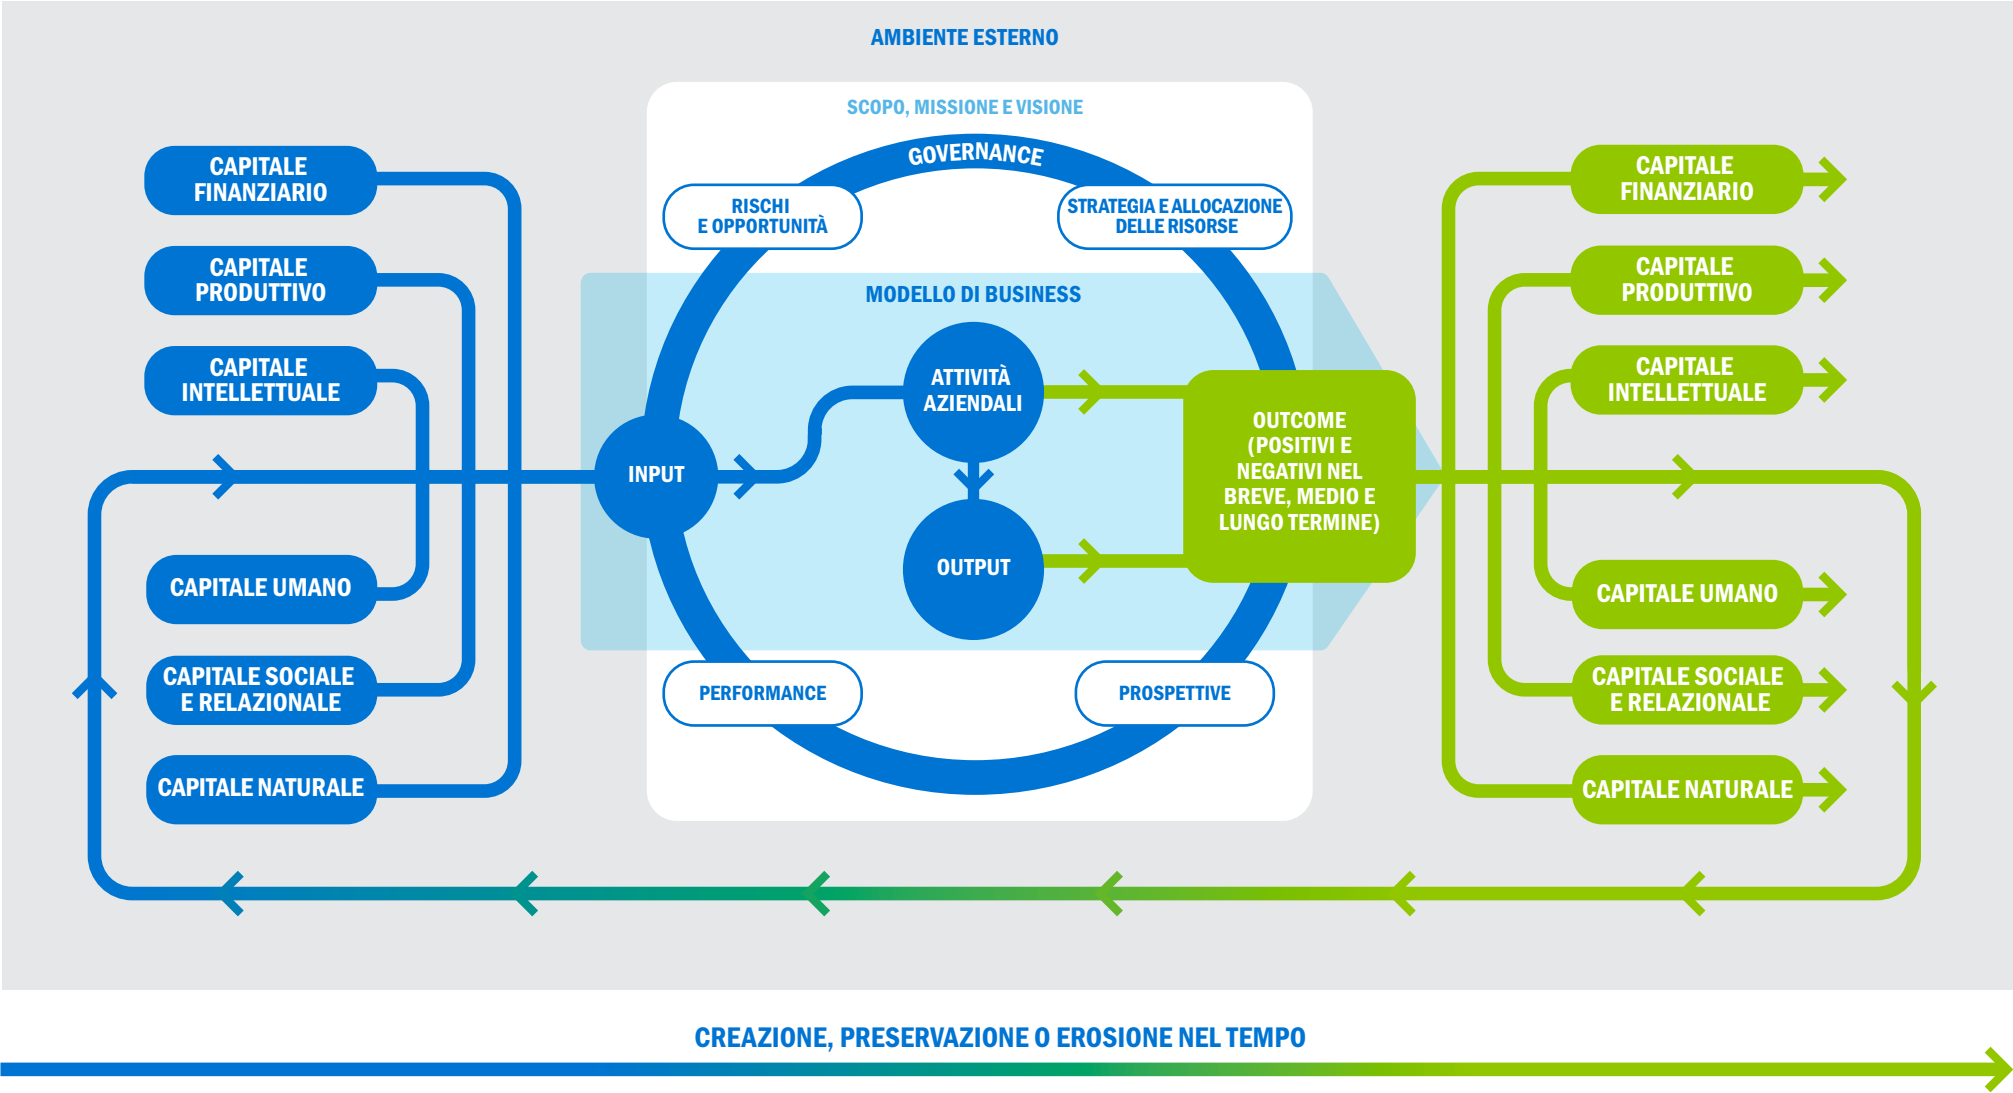 AMBIENTE ESTERNO
SCOPO, MISSIONE E VISIONE
GOVERNANCE
CAPITALE
FINANZIARIO
CAPITALE
PRODUTTIVO
CAPITALE
INTELLETTUALE
CAPITALE UMANO
CAPITALE SOCIALE
E RELAZIONALE
CAPITALE NATURALE
RISCHI
E OPPORTUNITÀ
STRATEGIA E ALLOCAZIONE
DELLE RISORSE
MODELLO DI BUSINESS
INPUT
ATTIVITÀ
AZIENDALI
OUTPUT
OUTCOME
(POSITIVI E
NEGATIVI NEL
BREVE, MEDIO E
LUNGO TERMINE)
PERFORMANCE
PROSPETTIVE
CAPITALE
FINANZIARIO
CAPITALE
PRODUTTIVO
CAPITALE
INTELLETTUALE
CAPITALE UMANO
CAPITALE SOCIALE
E RELAZIONALE
CAPITALE NATURALE
CREAZIONE, PRESERVAZIONE O EROSIONE NEL TEMPO